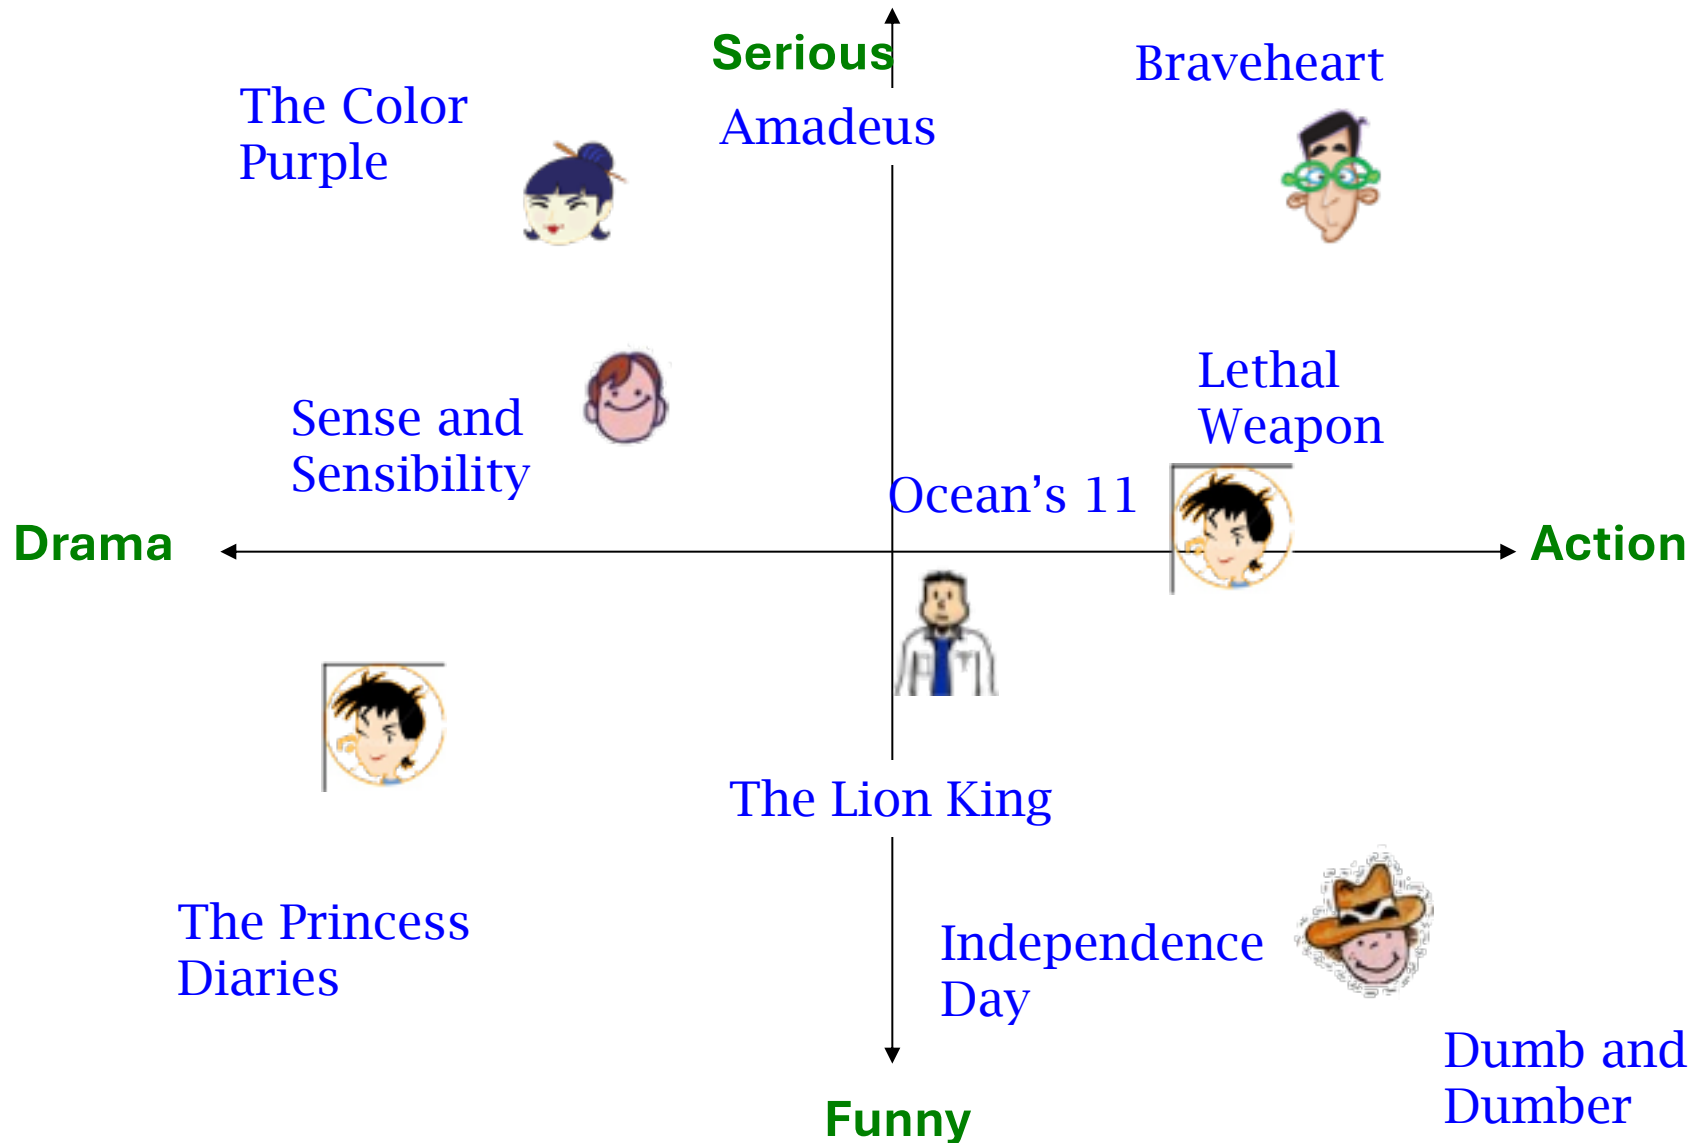 Serious
Braveheart
The Color
Purple
Amadeus
Lethal
Weapon
Sense and
Sensibility
Ocean’s 11
Drama
Action
The Lion King
The Princess
Diaries
Independence
Day
Dumb and
Dumber
Funny